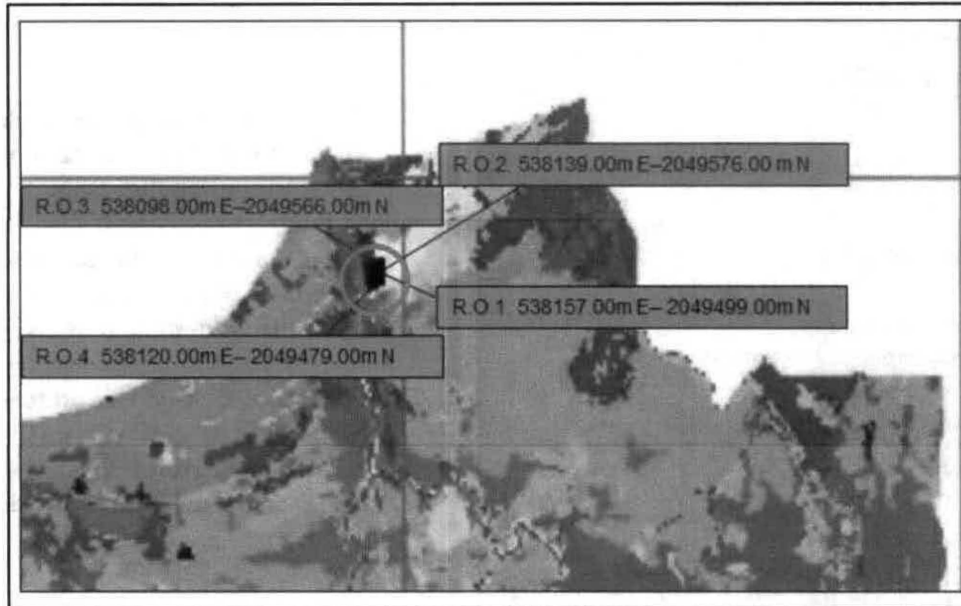 R.O.2. 538139.00m E–2049576.00 m N
R.O.3. 538098.00m E–2049566.00m N
R.O.1. 538157.00m E– 2049499.00m N
R.O.4. 538120.00m E– 2049479.00m N